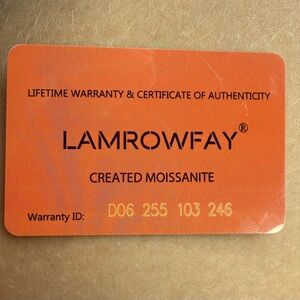 LIFETIME WARRANTY & CERTIFICATE OF AUTHENTICITY
LAMROWFAY®
CREATED MOISSANITE
Warranty ID: D06 255 103 246